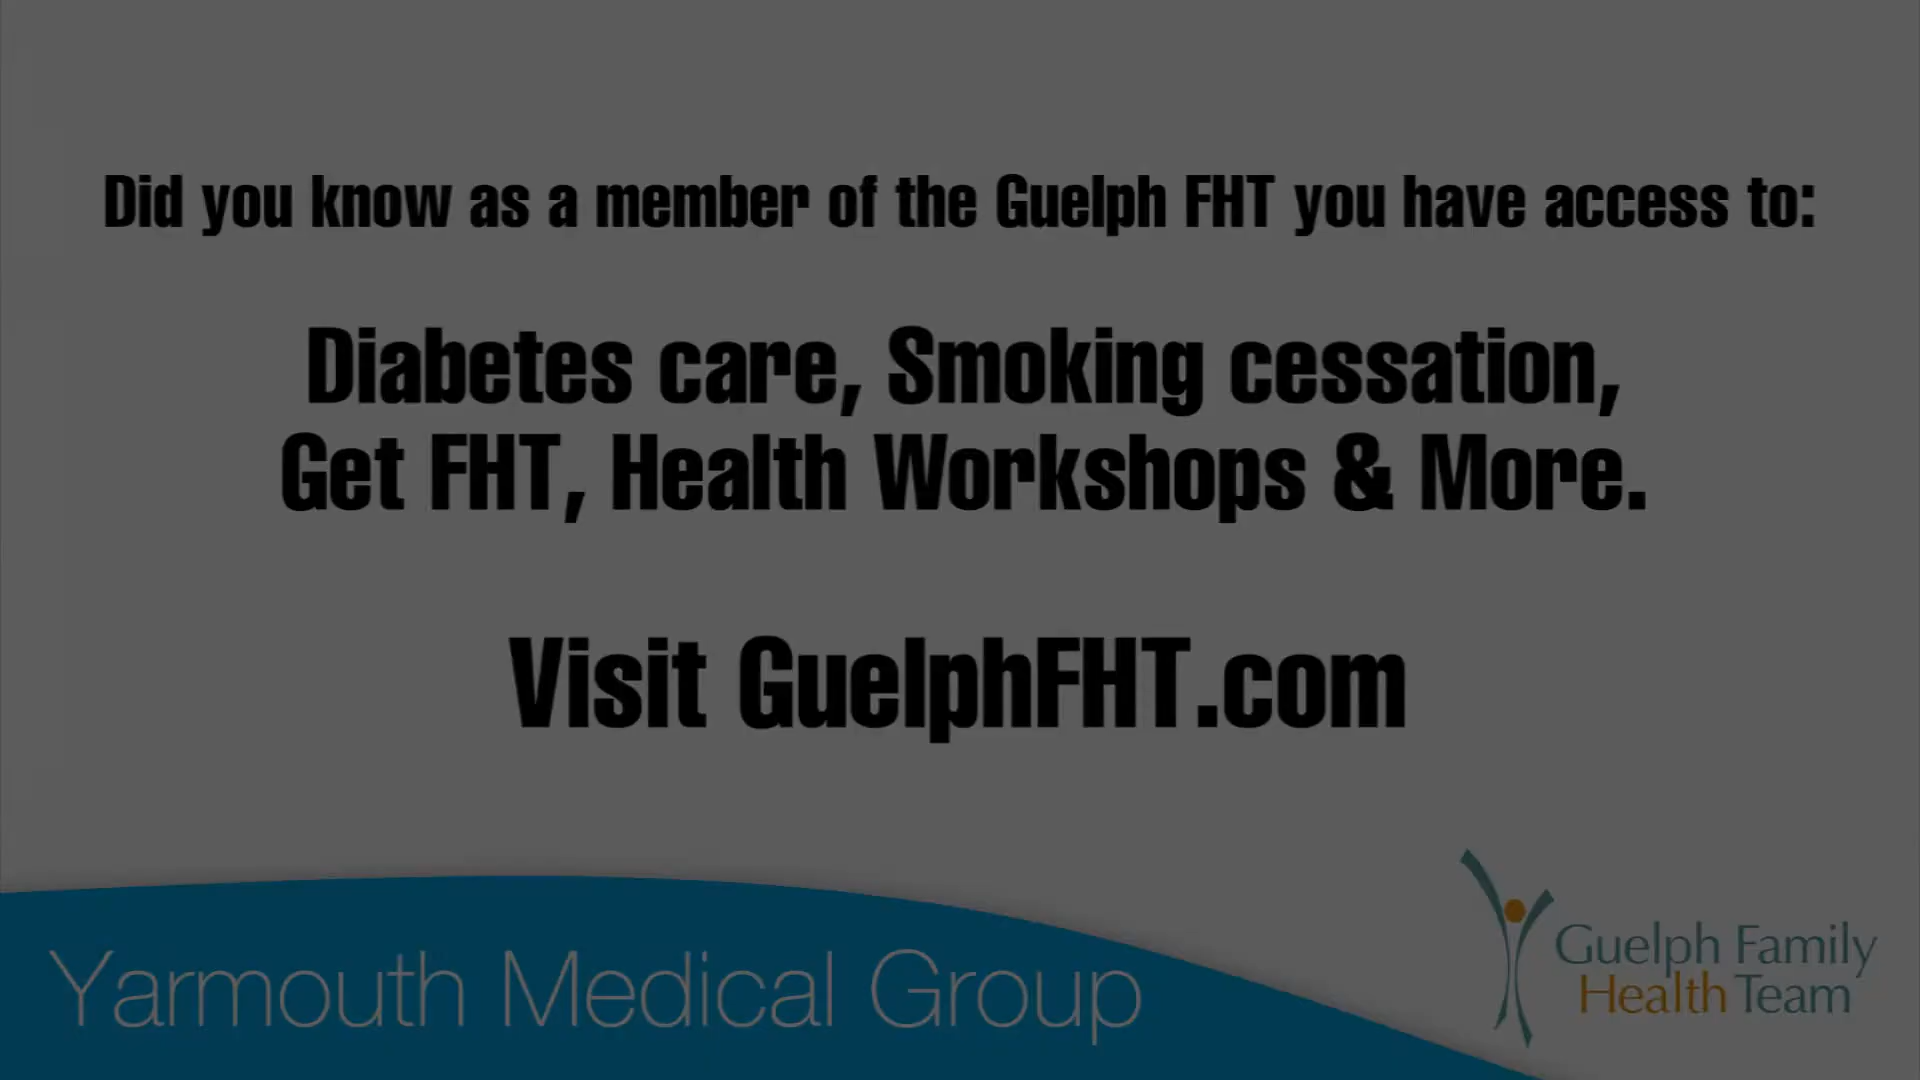 Did you know as a member of the Guelph FHT you have access to:
Diabetes care, Smoking cessation,
Get FHT, Health Workshops & More.
Visit GuelphFHT.com
Yarmouth Medical Group
Guelph Family
Health Team